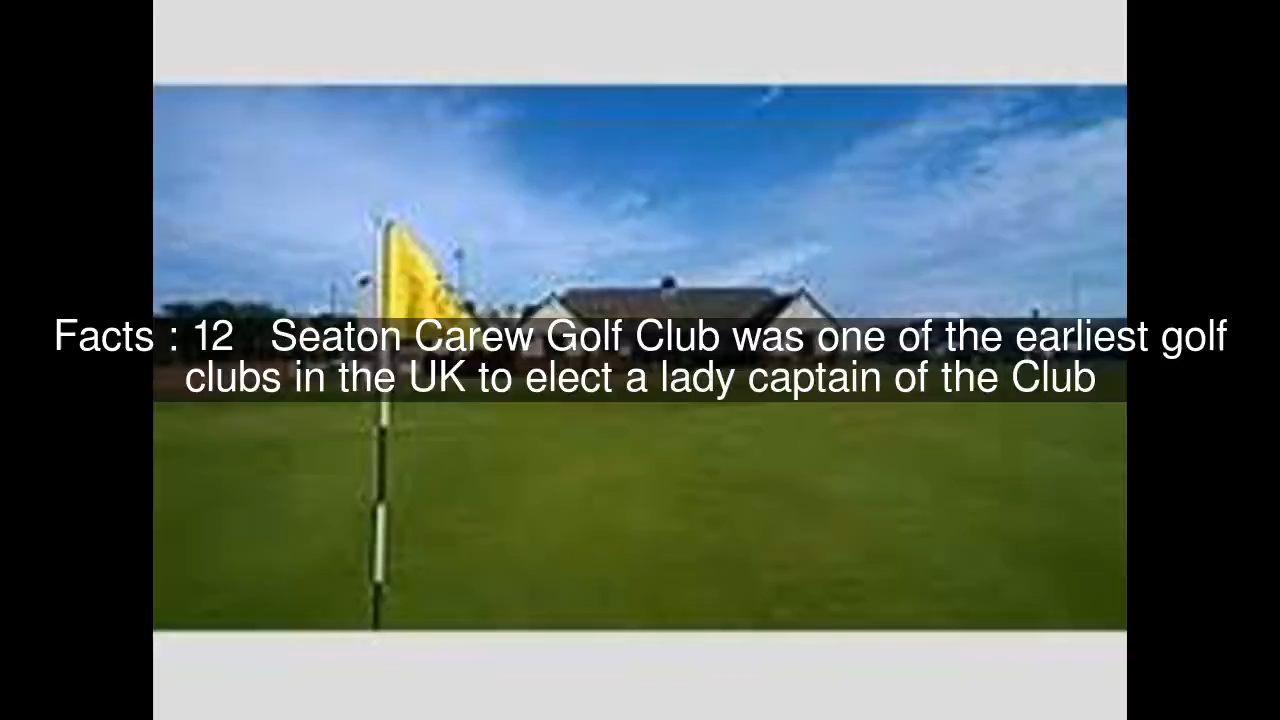 Facts : 12   Seaton Carew Golf Club was one of the earliest golf
clubs in the UK to elect a lady captain of the Club